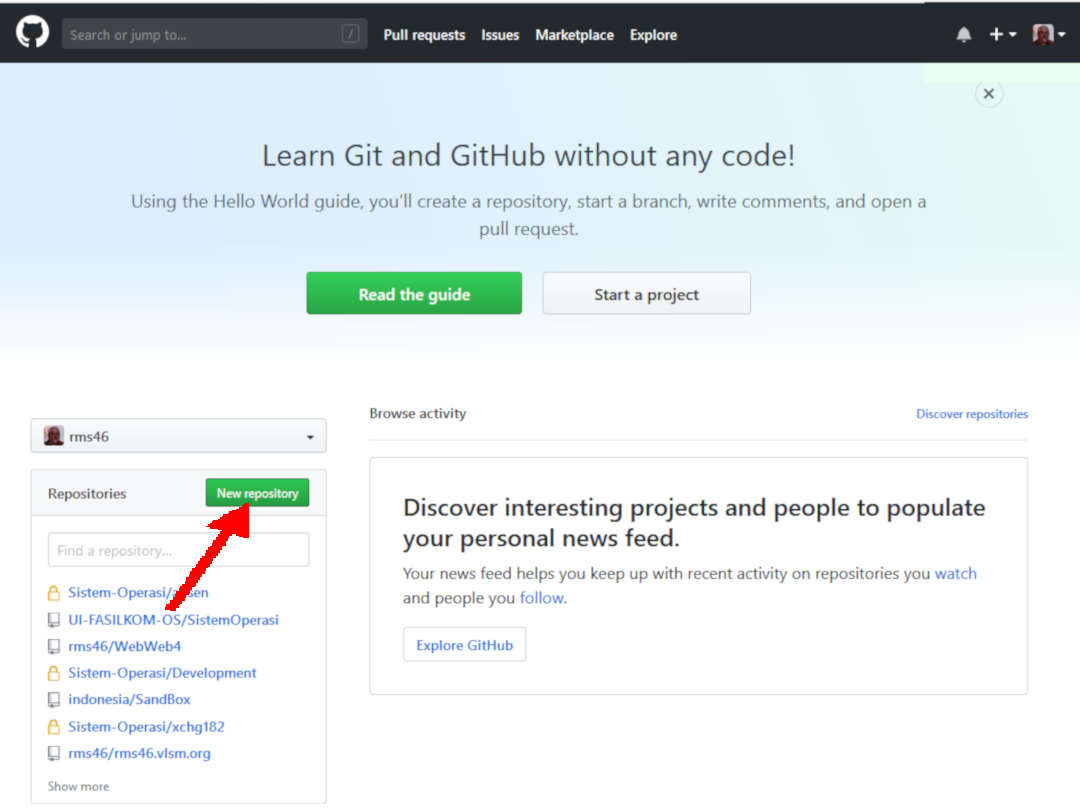 Search or jump to... / Pull requests Issues Marketplace Explore
Learn Git and GitHub without any code!
Using the Hello World guide, you'll create a repository, start a branch, write comments, and open a
pull request.
Read the guide Start a project
rms46
Repositories New repository
Find a repository...
Sistem-Operasi/
UI-FASILKOM-OS/SistemOperasi
rms46/WebWeb4
Sistem-Operasi/Development
indonesia/SandBox
Sistem-Operasi/xchg182
rms46/rms46.vlsm.org
Show more
Browse activity Discover repositories
Discover interesting projects and people to populate
your personal news feed.
Your news feed helps you keep up with recent activity on repositories you watch
and people you follow.
Explore GitHub